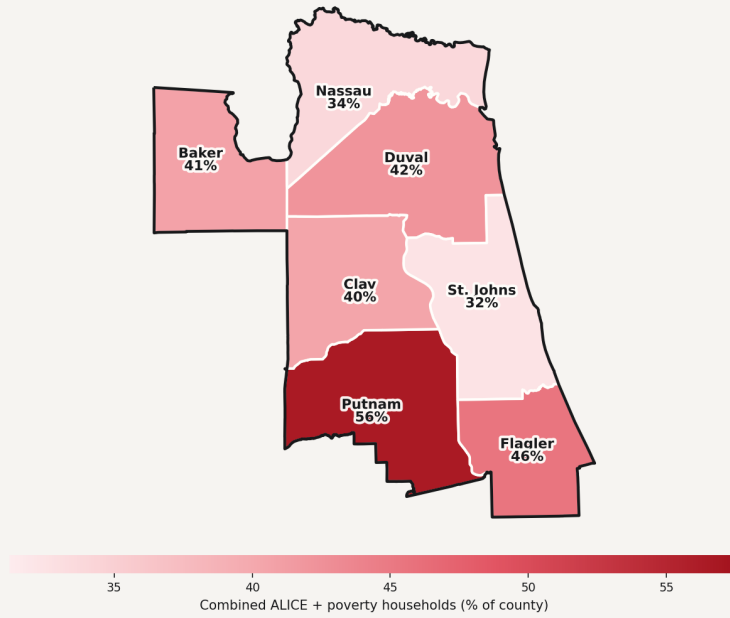 Nassau
34%
Baker
41%
Duval
42%
Clay
40%
St. Johns
32%
Putnam
56%
Flagler
46%
35 40 45 50 55
Combined ALICE + poverty households (% of county)